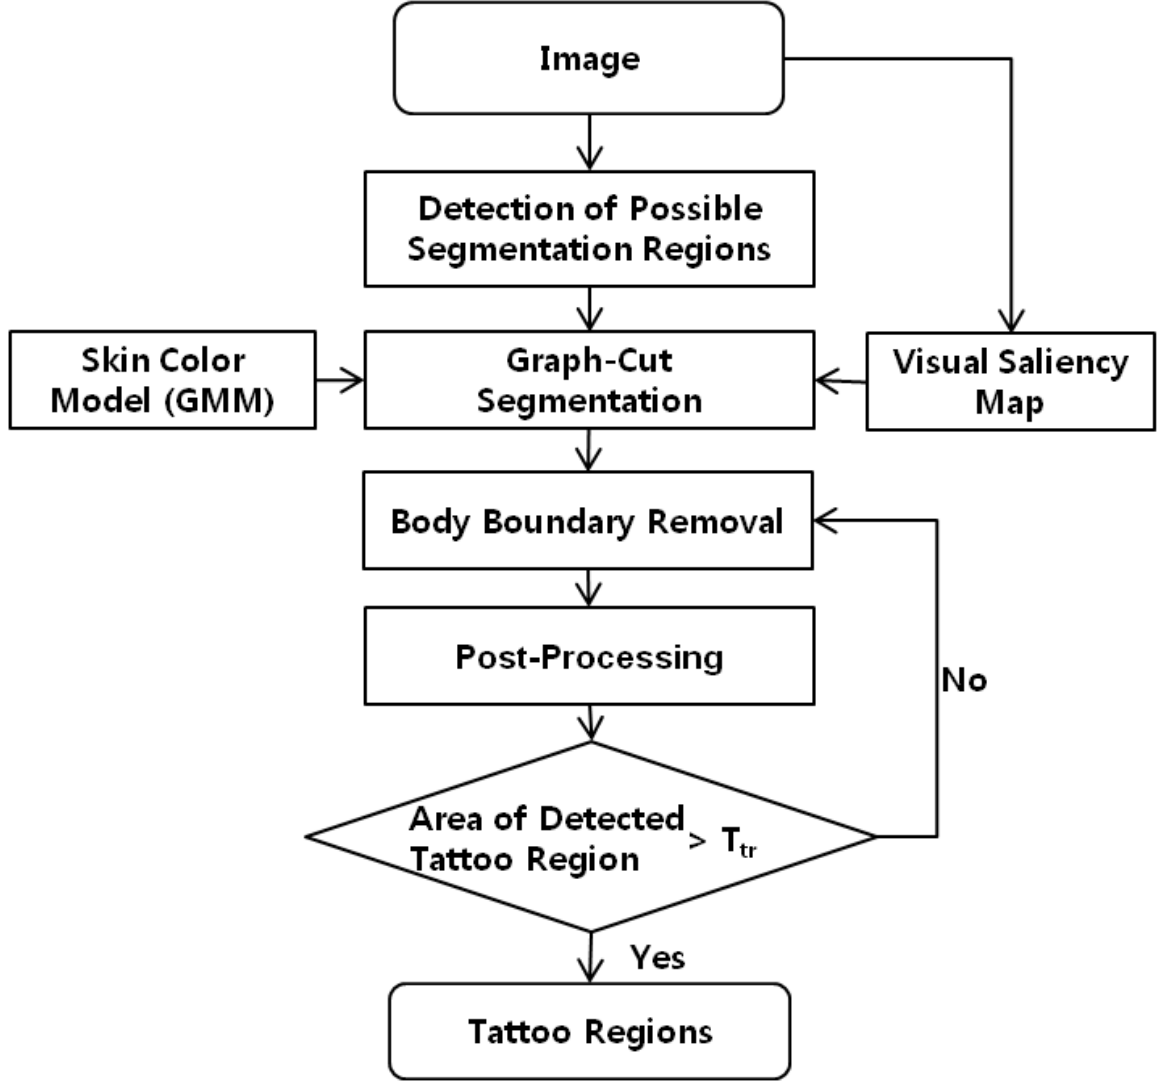 Image
Detection of Possible
Segmentation Regions
Skin Color
Model (GMM)
Graph-Cut
Segmentation
Visual Saliency
Map
Body Boundary Removal
Post-Processing
No
Area of Detected
Tattoo Region > Ttr
Yes
Tattoo Regions